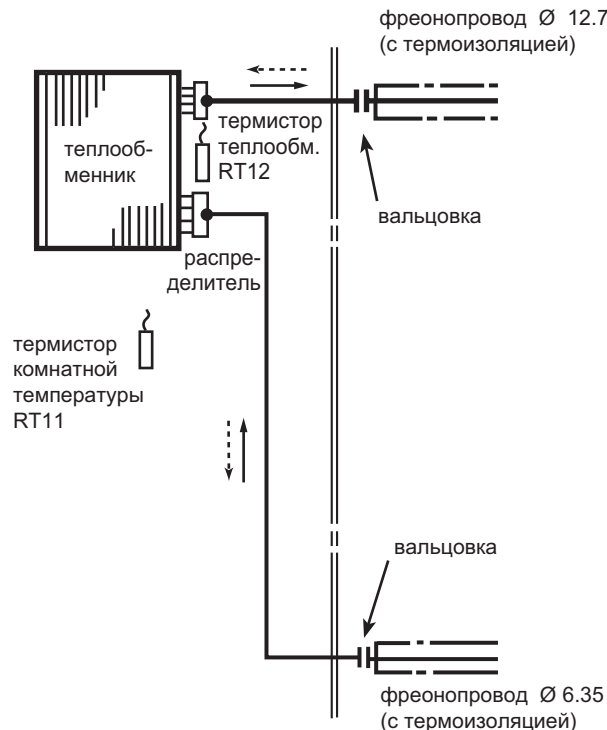 фреонопровод Ø 12.7
(с термоизоляцией)
термистор
теплообм.
RT12
теплооб-
менник
вальцовка
распре-
делитель
термистор
комнатной
температуры
RT11
вальцовка
фреонопровод Ø 6.35
(с термоизоляцией)